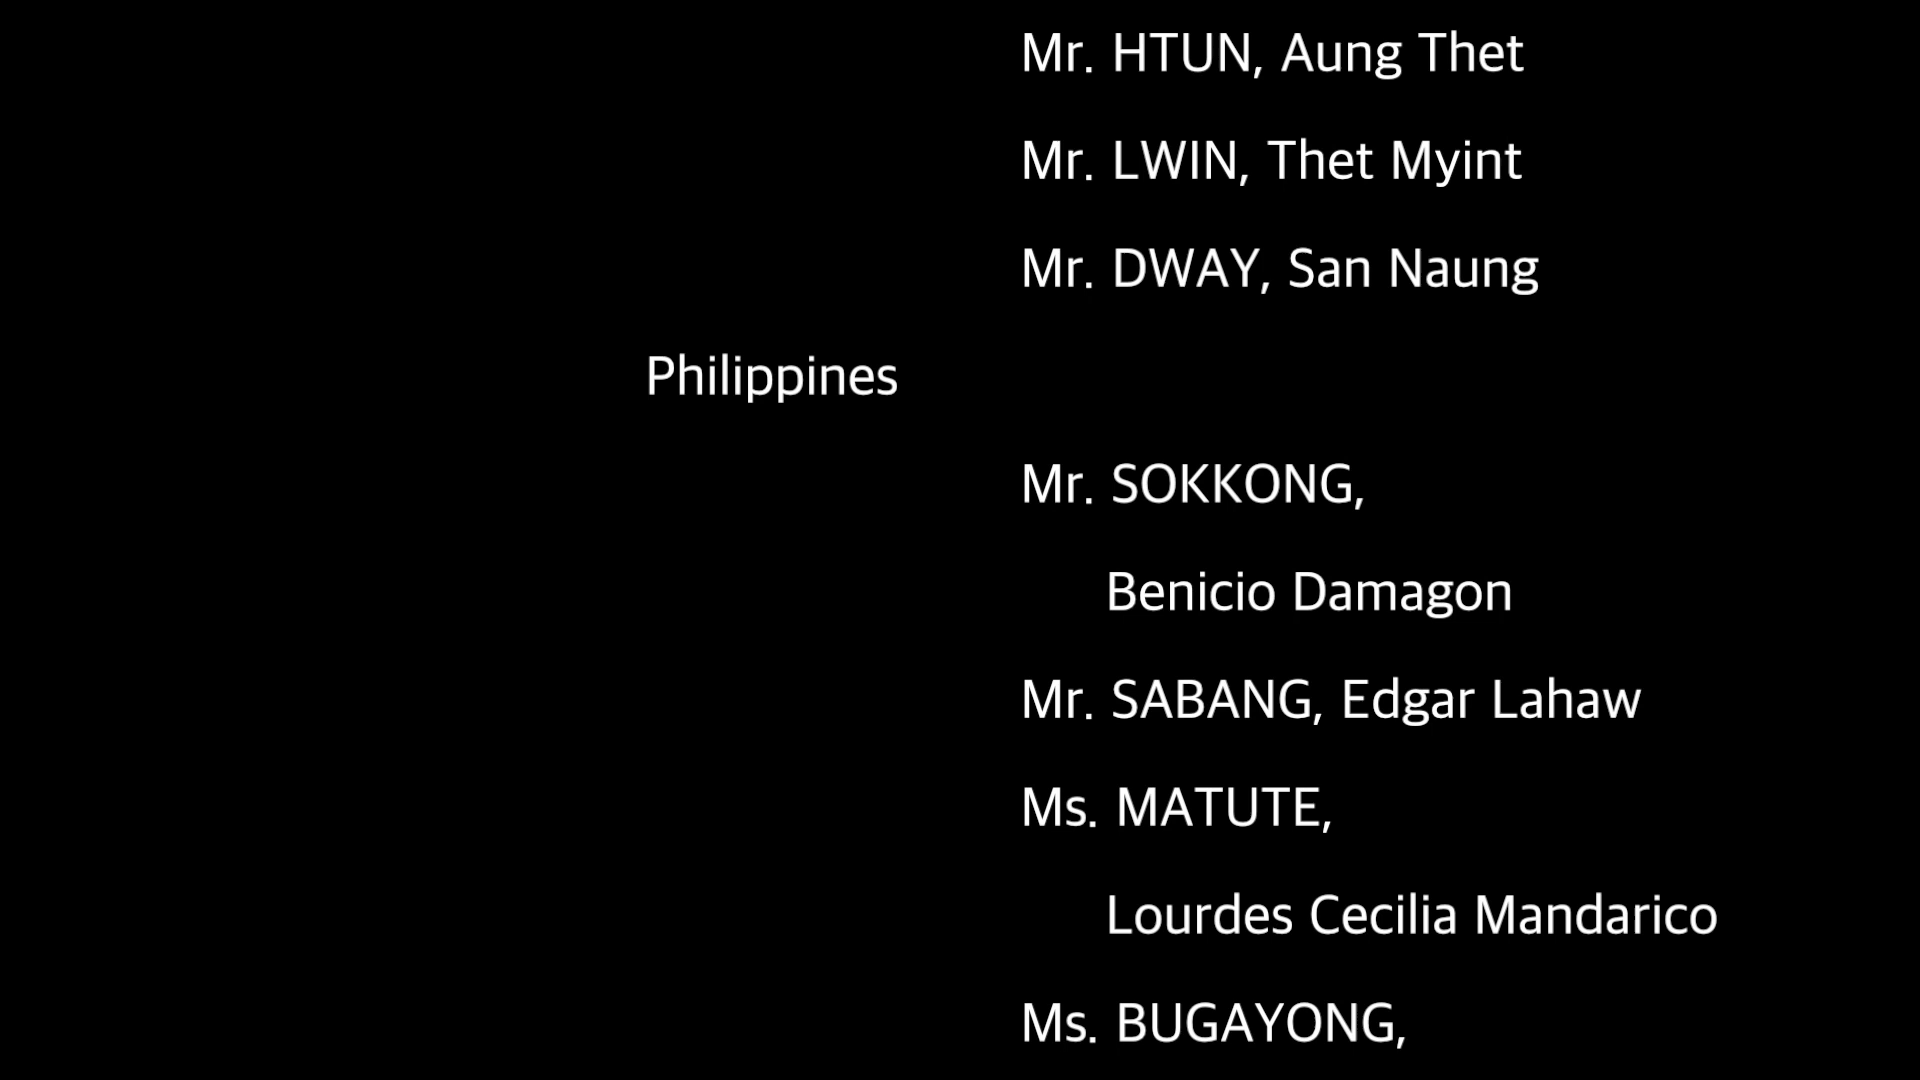 Mr. HTUN, Aung Thet
Mr. LWIN, Thet Myint
Mr. DWAY, San Naung
Philippines
Mr. SOKKONG,
Benicio Damagon
Mr. SABANG, Edgar Lahaw
Ms. MATUTE,
Lourdes Cecilia Mandarico
Ms. BUGAYONG,